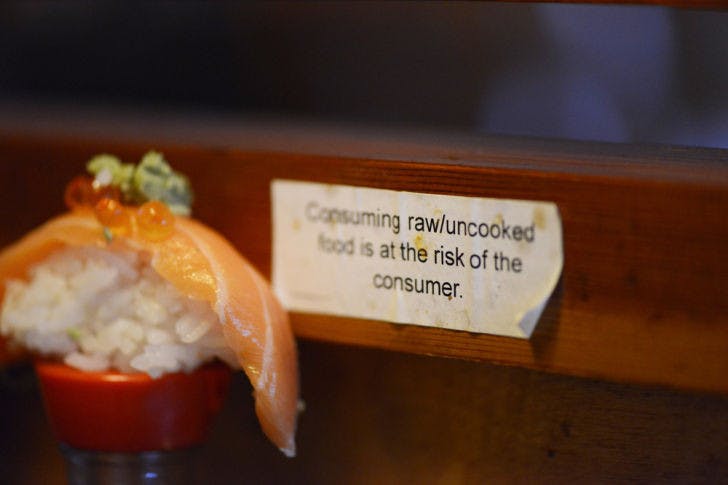 Consuming raw/uncooked
food is at the risk of the
consumer.